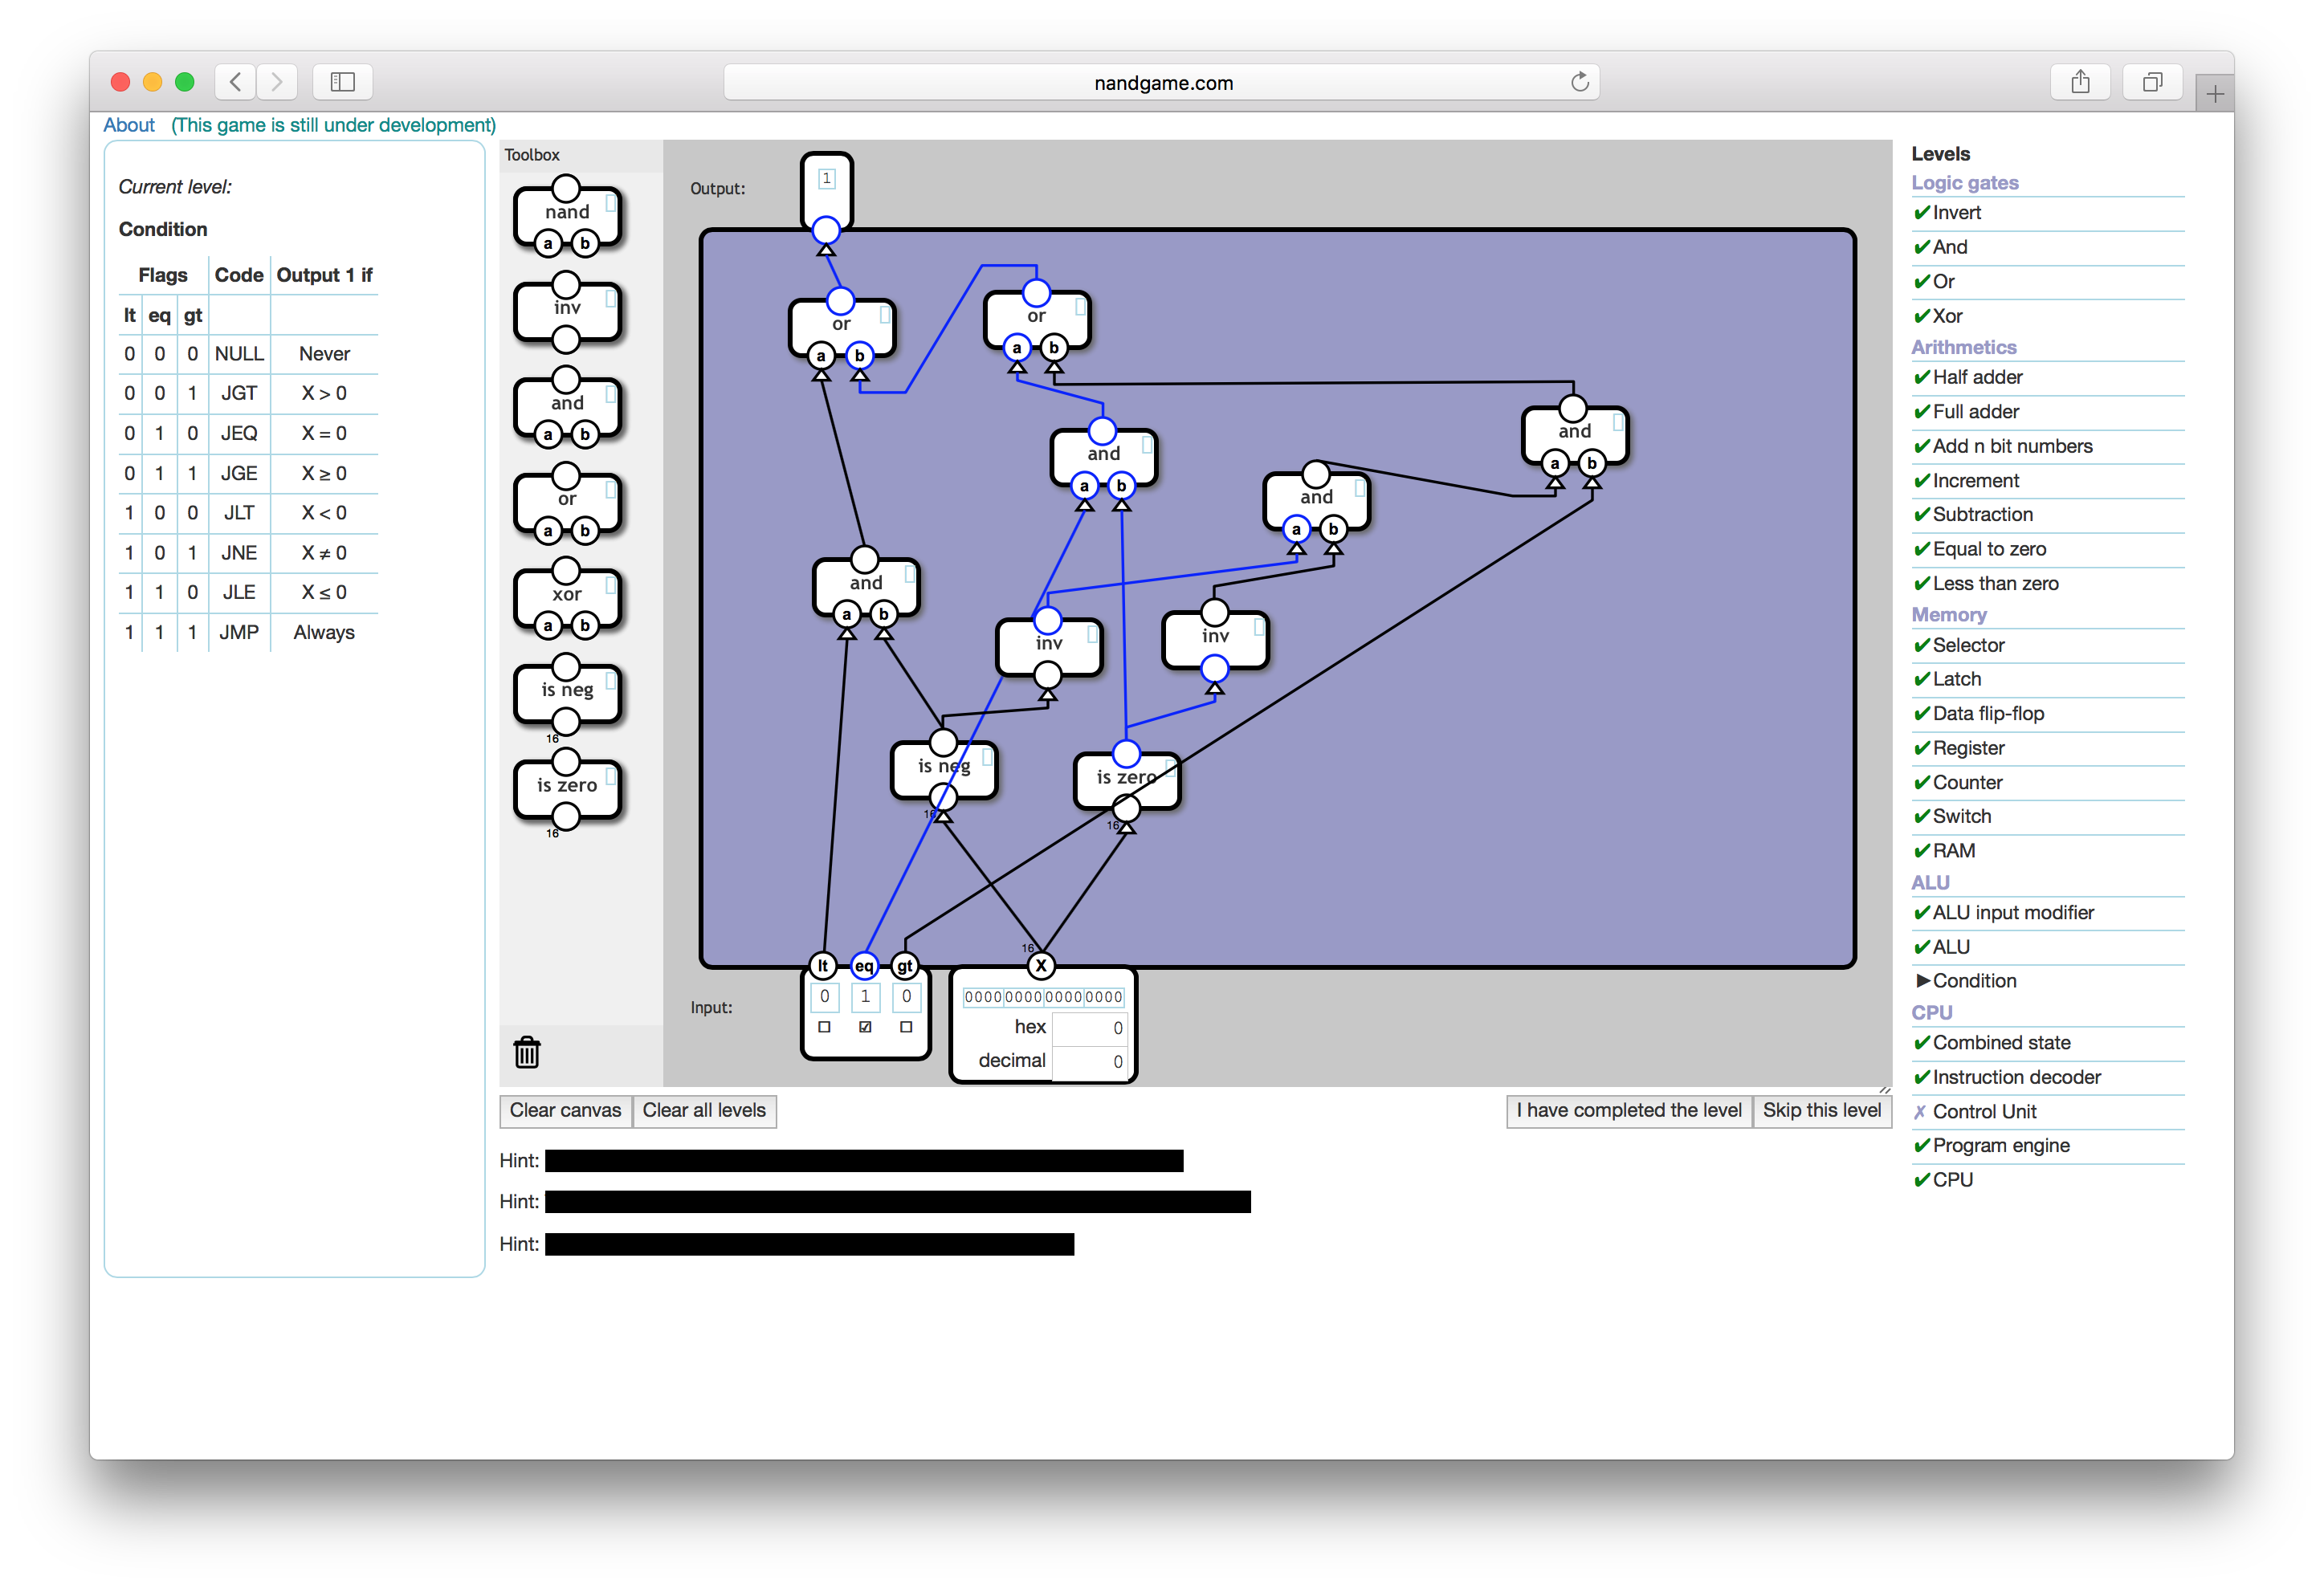 nandgame.com
About (This game is still under development)
Current level:
Condition
Flags Code Output 1 if
lt eq gt
0 0 0 NULL Never
0 0 1 JGT X > 0
0 1 0 JEQ X = 0
0 1 1 JGE X ≥ 0
1 0 0 JLT X < 0
1 0 1 JNE X ≠ 0
1 1 0 JLE X ≤ 0
1 1 1 JMP Always
Toolbox
nand
a b
inv
and
a b
or
a b
xor
a b
is neg
16
is zero
16
Output:
1
or
a b
or
a b
and
a b
and
a b
and
a b
and
a b
inv
inv
is neg
16
is zero
16
16
lt eq gt X
Input:
0 1 0
0000 0000 0000 0000
hex 0
decimal 0
Clear canvas Clear all levels
I have completed the level Skip this level
Hint:
Hint:
Hint:
Levels
Logic gates
✔Invert
✔And
✔Or
✔Xor
Arithmetics
✔Half adder
✔Full adder
✔Add n bit numbers
✔Increment
✔Subtraction
✔Equal to zero
✔Less than zero
Memory
✔Selector
✔Latch
✔Data flip-flop
✔Register
✔Counter
✔Switch
✔RAM
ALU
✔ALU input modifier
✔ALU
▶Condition
CPU
✔Combined state
✔Instruction decoder
✗ Control Unit
✔Program engine
✔CPU